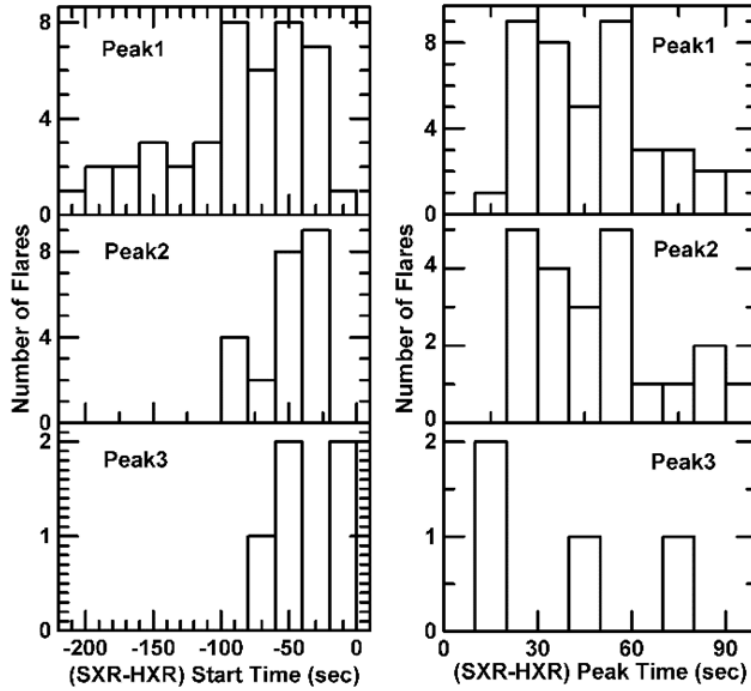 8
4
0
Peak1
8
4
0
Peak2
2
1
0
Peak3
Number of Flares
-200 -150 -100 -50 0
(SXR-HXR) Start Time (sec)
8
4
0
Peak1
4
2
0
Peak2
2
1
0
Peak3
Number of Flares
0 30 60 90
(SXR-HXR) Peak Time (sec)